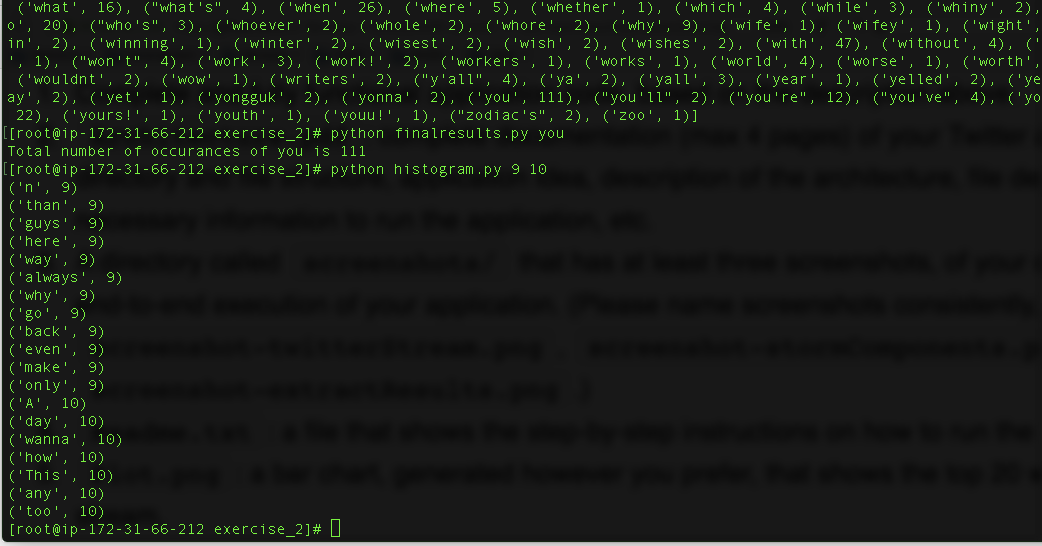 ('what', 16), ("what's", 4), ('when', 26), ('where', 5), ('whether', 1), ('which', 4), ('while', 3), ('whiny', 2),
o', 20), ("who's", 3), ('whoever', 2), ('whole', 2), ('whore', 2), ('why', 9), ('wife', 1), ('wifey', 1), ('wight'
in', 2), ('winning', 1), ('winter', 2), ('wisest', 2), ('wish', 2), ('wishes', 2), ('with', 47), ('without', 4), ('
', 1), ("won't", 4), ('work', 3), ('work!', 2), ('workers', 1), ('works', 1), ('world', 4), ('worse', 1), ('worth',
('wouldnt', 2), ('wow', 1), ('writers', 2), ("y'all", 4), ('ya', 2), ('yall', 3), ('year', 1), ('yelled', 2), ('ye
ay', 2), ('yet', 1), ('yongguk', 2), ('yonna', 2), ('you', 111), ("you'll", 2), ("you're", 12), ("you've", 4), ('yo
22), ('yours!', 1), ('youth', 1), ('youu!', 1), ("zodiac's", 2), ('zoo', 1)]
[[root@ip-172-31-66-212 exercise_2]# python finalresults.py you
Total number of occurances of you is 111
[[root@ip-172-31-66-212 exercise_2]# python histogram.py 9 10
('n', 9)
('than', 9)
('guys', 9)
('here', 9)
('way', 9)
('always', 9)
('why', 9)
('go', 9)
('back', 9)
('even', 9)
('make', 9)
('only', 9)
('A', 10)
('day', 10)
('wanna', 10)
('how', 10)
('This', 10)
('any', 10)
('too', 10)
[root@ip-172-31-66-212 exercise_2]#